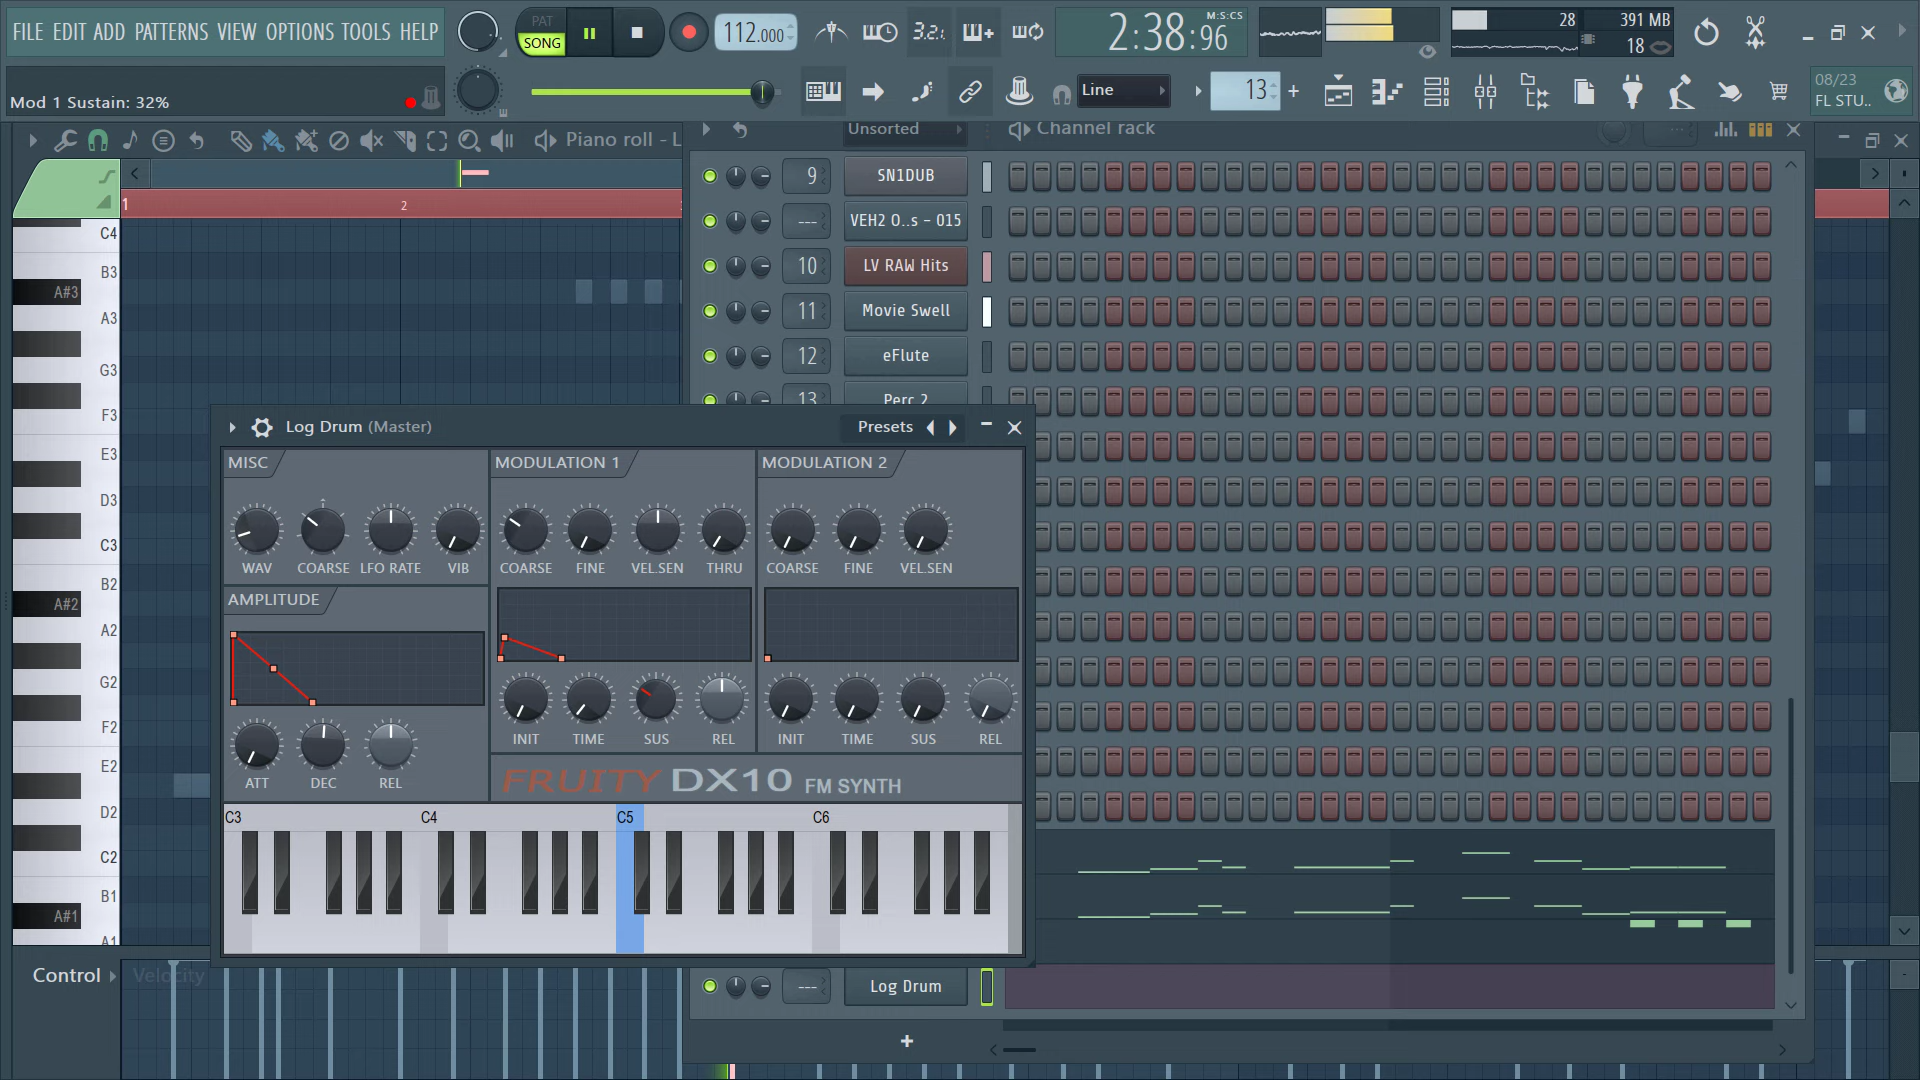 FILE EDIT ADD PATTERNS VIEW OPTIONS TOOLS HELP
PAT
SONG
112.000
3.2.1
2:38:96
M:S:CS
28
391 MB
18
Mod 1 Sustain: 32%
Line
13
08/23
FL STU..
Piano roll - L
Unsorted
Channel rack
1
2
C4
B3
A#3
A3
G3
F3
E3
D3
C3
B2
A#2
A2
G2
F2
E2
D2
C2
B1
A#1
A1
9
SN1DUB
---
VEH2 O..s - 015
10
LV RAW Hits
11
Movie Swell
12
eFlute
13
Perc 2
Log Drum (Master)
Presets
MISC
MODULATION 1
MODULATION 2
WAV
COARSE
LFO RATE
VIB
COARSE
FINE
VEL.SEN
THRU
COARSE
FINE
VEL.SEN
AMPLITUDE
INIT
TIME
SUS
REL
INIT
TIME
SUS
REL
ATT
DEC
REL
FRUITY DX10 FM SYNTH
C3
C4
C5
C6
Control
Velocity
---
Log Drum